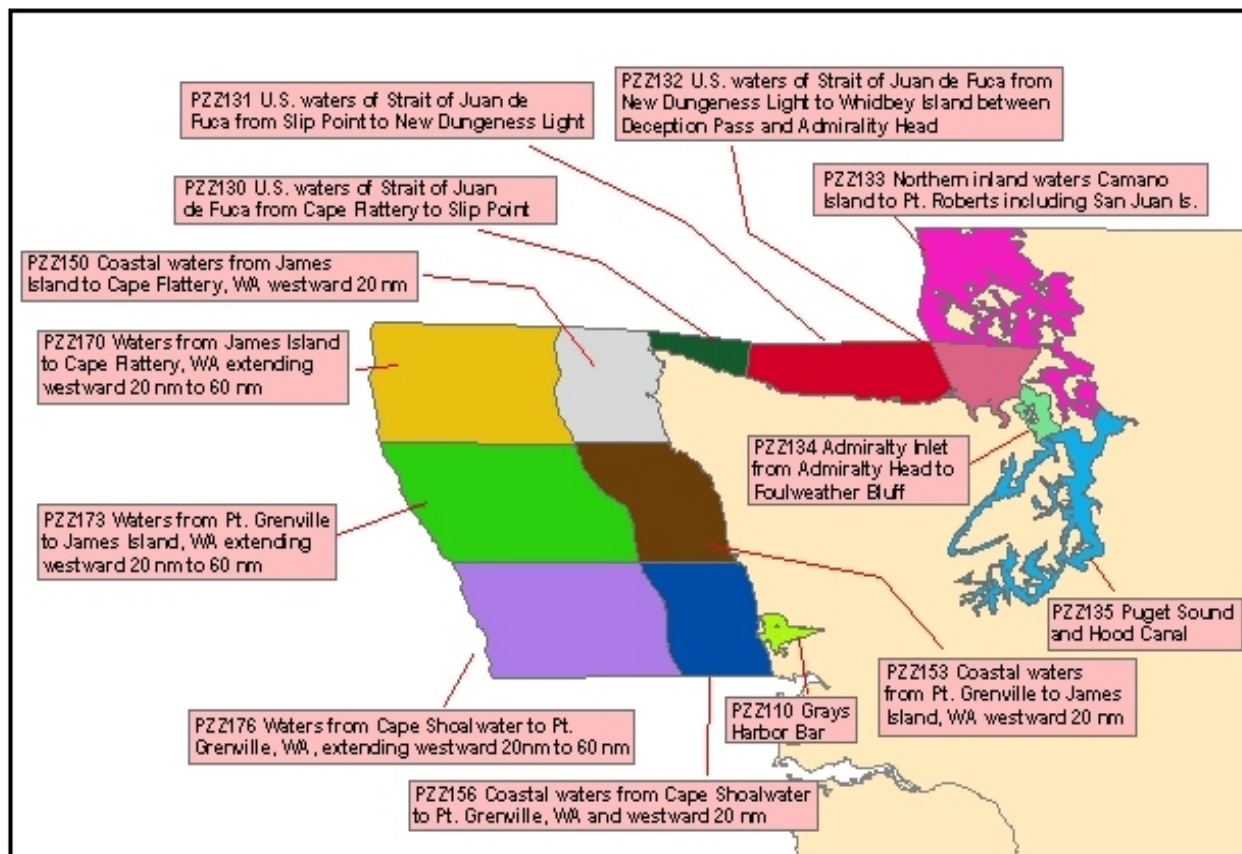 PZZ131 U.S. waters of Strait of Juan de
Fuca from Slip Point to New Dungeness Light
PZZ132 U.S. waters of Strait of Juan de Fuca from
New Dungeness Light to Whidbey Island between
Deception Pass and Admirality Head
PZZ130 U.S. waters of Strait of Juan
de Fuca from Cape Flattery to Slip Point
PZZ133 Northern inland waters Camano
Island to Pt. Roberts including San Juan Is.
PZZ150 Coastal waters from James
Island to Cape Flattery, WA westward 20 nm
PZZ170 Waters from James Island
to Cape Flattery, WA extending
westward 20 nm to 60 nm
PZZ134 Admiralty Inlet
from Admiralty Head to
Foulweather Bluff
PZZ173 Waters from Pt. Grenville
to James Island, WA extending
westward 20 nm to 60 nm
PZZ135 Puget Sound
and Hood Canal
PZZ153 Coastal waters
from Pt. Grenville to James
Island, WA westward 20 nm
PZZ110 Grays
Harbor Bar
PZZ176 Waters from Cape Shoalwater to Pt.
Grenville, WA, extending westward 20nm to 60 nm
PZZ156 Coastal waters from Cape Shoalwater
to Pt. Grenville, WA and westward 20 nm